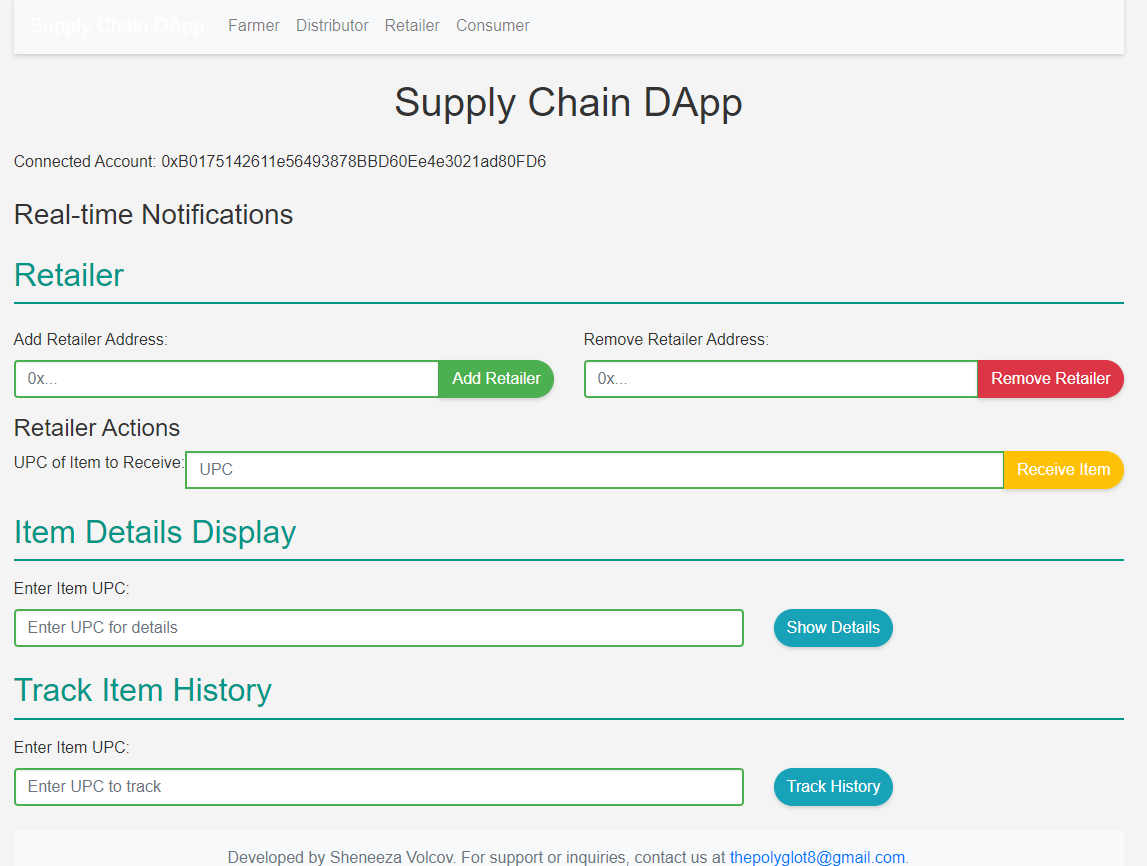 Supply Chain DApp Farmer Distributor Retailer Consumer
Supply Chain DApp
Connected Account: 0xB0175142611e56493878BBD60Ee4e3021ad80FD6
Real-time Notifications
Retailer
Add Retailer Address: Remove Retailer Address:
0x... Add Retailer 0x... Remove Retailer
Retailer Actions
UPC of Item to Receive: UPC Receive Item
Item Details Display
Enter Item UPC:
Enter UPC for details Show Details
Track Item History
Enter Item UPC:
Enter UPC to track Track History
Developed by Sheneeza Volcov. For support or inquiries, contact us at thepolyglot8@gmail.com.